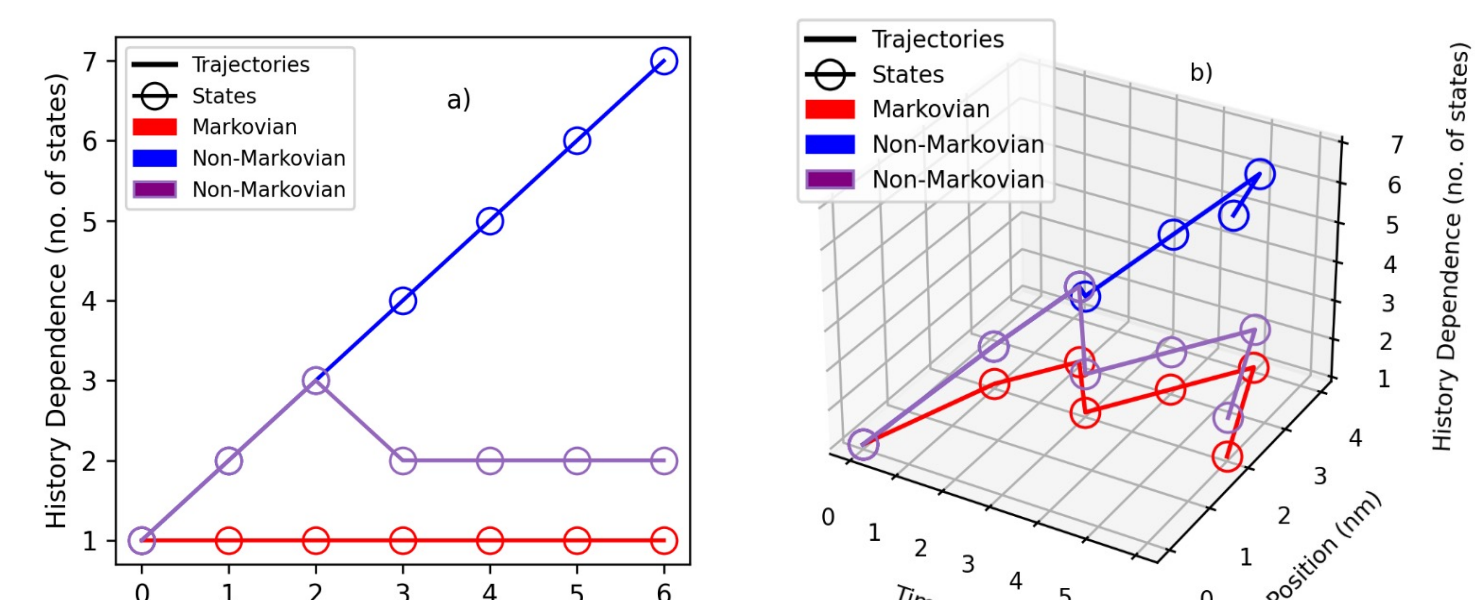 History Dependence (no. of states)
7
6
5
4
3
2
1
Trajectories
States
Markovian
Non-Markovian
Non-Markovian
a)
0 1 2 3 4 5 6
Trajectories
States
Markovian
Non-Markovian
Non-Markovian
b)
7
6
5
4
3
2
1
History Dependence (no. of states)
4
3
2
1
0
Position (nm)
0 1 2 3 4 5